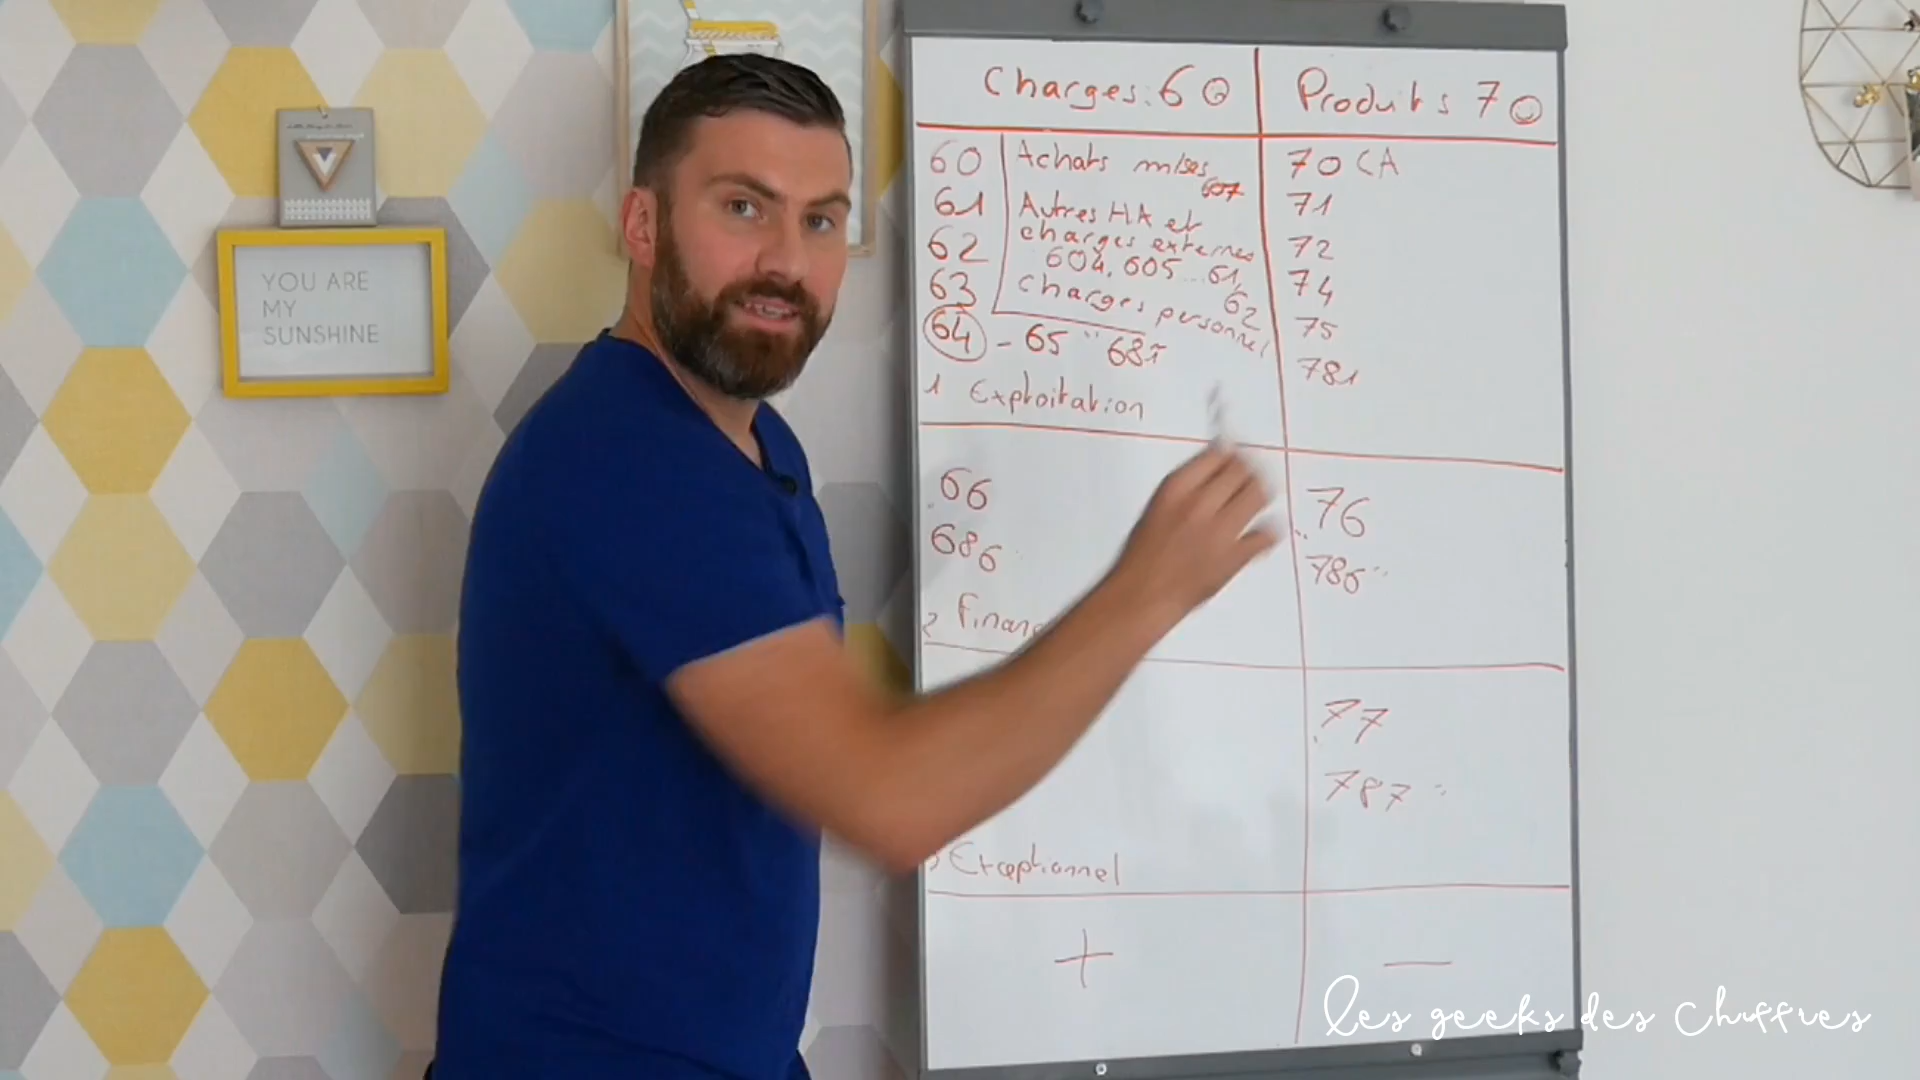 YOU ARE
MY
SUNSHINE
Charges: 60
Produits 70
60 Achats mses
607
61 Autres HA et
charges externes
62
604, 605 ... 61,
62
63 charges personnel
64 - 65 " 681
1 Exploitation
70 CA
71
72
74
75
781
66
686
2 Finan
76
786
77
787
Exceptionnel
+
—
Les geeks des chiffres